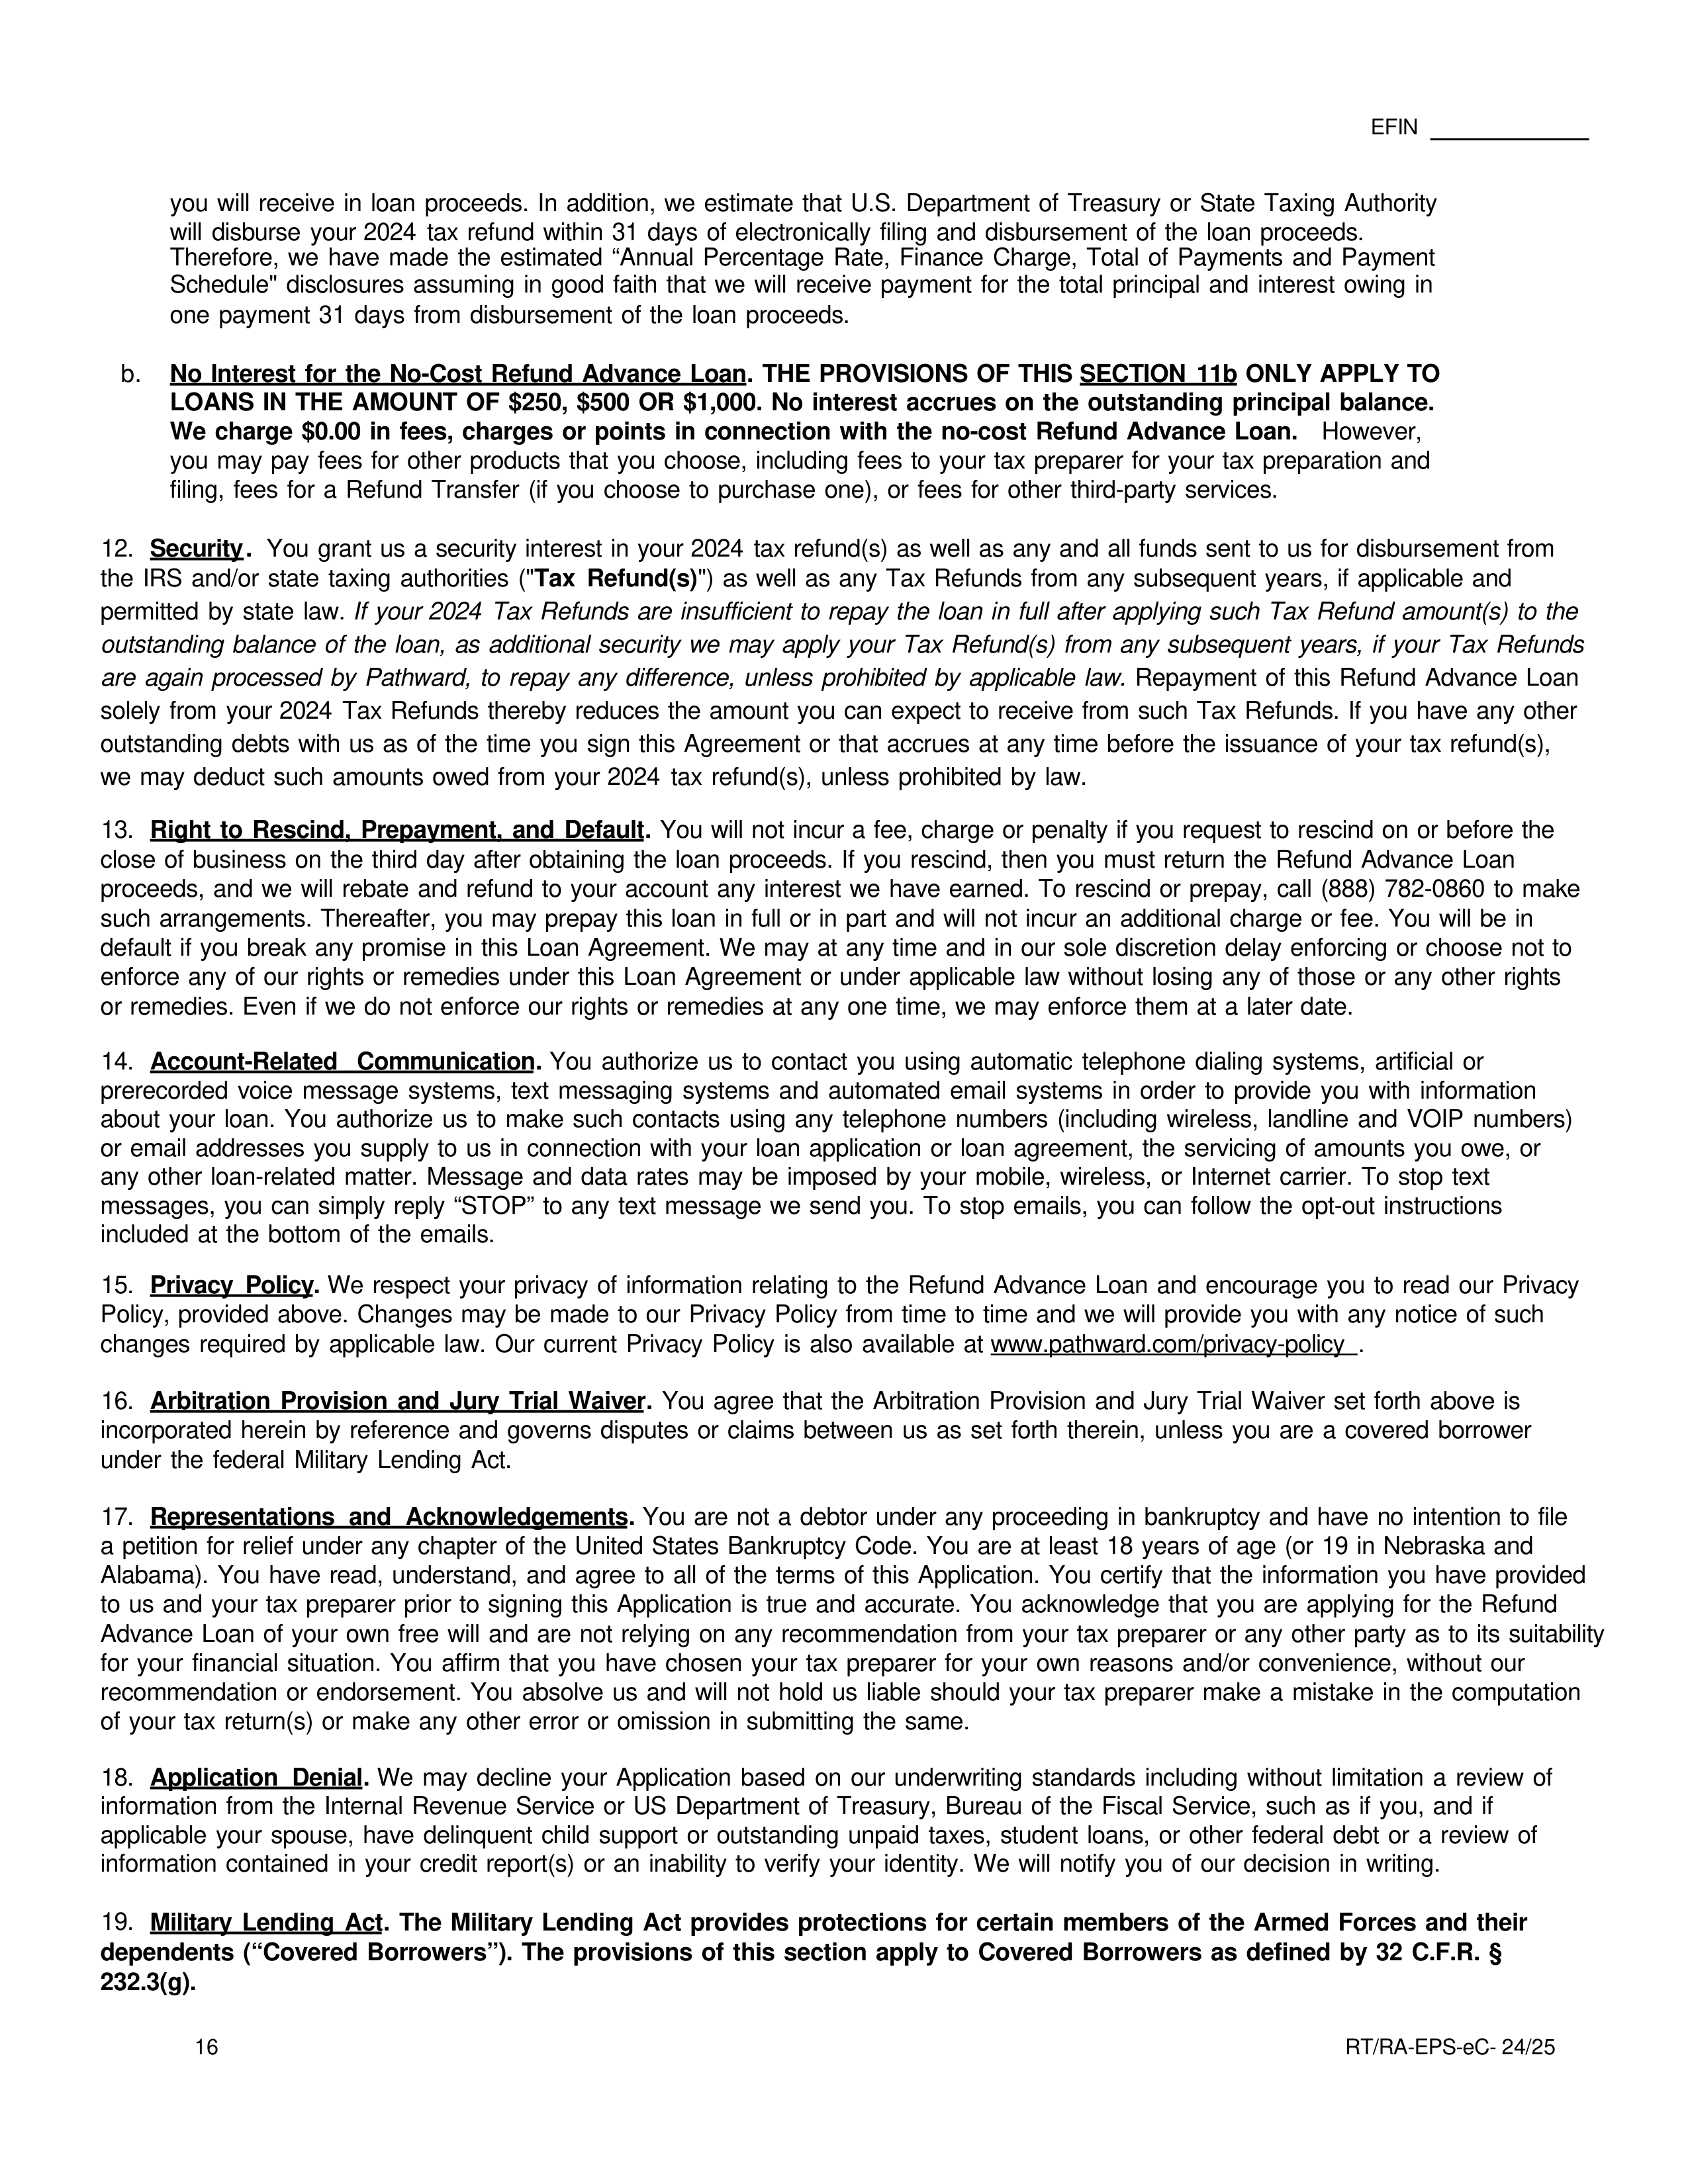 EFIN ____________
you will receive in loan proceeds. In addition, we estimate that U.S. Department of Treasury or State Taxing Authority
will disburse your 2024 tax refund within 31 days of electronically filing and disbursement of the loan proceeds.
Therefore, we have made the estimated “Annual Percentage Rate, Finance Charge, Total of Payments and Payment
Schedule" disclosures assuming in good faith that we will receive payment for the total principal and interest owing in
one payment 31 days from disbursement of the loan proceeds.
b. No Interest for the No-Cost Refund Advance Loan. THE PROVISIONS OF THIS SECTION 11b ONLY APPLY TO
LOANS IN THE AMOUNT OF $250, $500 OR $1,000. No interest accrues on the outstanding principal balance.
We charge $0.00 in fees, charges or points in connection with the no-cost Refund Advance Loan. However,
you may pay fees for other products that you choose, including fees to your tax preparer for your tax preparation and
filing, fees for a Refund Transfer (if you choose to purchase one), or fees for other third-party services.
12. Security. You grant us a security interest in your 2024 tax refund(s) as well as any and all funds sent to us for disbursement from
the IRS and/or state taxing authorities ("Tax Refund(s)") as well as any Tax Refunds from any subsequent years, if applicable and
permitted by state law. If your 2024 Tax Refunds are insufficient to repay the loan in full after applying such Tax Refund amount(s) to the
outstanding balance of the loan, as additional security we may apply your Tax Refund(s) from any subsequent years, if your Tax Refunds
are again processed by Pathward, to repay any difference, unless prohibited by applicable law. Repayment of this Refund Advance Loan
solely from your 2024 Tax Refunds thereby reduces the amount you can expect to receive from such Tax Refunds. If you have any other
outstanding debts with us as of the time you sign this Agreement or that accrues at any time before the issuance of your tax refund(s),
we may deduct such amounts owed from your 2024 tax refund(s), unless prohibited by law.
13. Right to Rescind, Prepayment, and Default. You will not incur a fee, charge or penalty if you request to rescind on or before the
close of business on the third day after obtaining the loan proceeds. If you rescind, then you must return the Refund Advance Loan
proceeds, and we will rebate and refund to your account any interest we have earned. To rescind or prepay, call (888) 782-0860 to make
such arrangements. Thereafter, you may prepay this loan in full or in part and will not incur an additional charge or fee. You will be in
default if you break any promise in this Loan Agreement. We may at any time and in our sole discretion delay enforcing or choose not to
enforce any of our rights or remedies under this Loan Agreement or under applicable law without losing any of those or any other rights
or remedies. Even if we do not enforce our rights or remedies at any one time, we may enforce them at a later date.
14. Account-Related Communication. You authorize us to contact you using automatic telephone dialing systems, artificial or
prerecorded voice message systems, text messaging systems and automated email systems in order to provide you with information
about your loan. You authorize us to make such contacts using any telephone numbers (including wireless, landline and VOIP numbers)
or email addresses you supply to us in connection with your loan application or loan agreement, the servicing of amounts you owe, or
any other loan-related matter. Message and data rates may be imposed by your mobile, wireless, or Internet carrier. To stop text
messages, you can simply reply “STOP” to any text message we send you. To stop emails, you can follow the opt-out instructions
included at the bottom of the emails.
15. Privacy Policy. We respect your privacy of information relating to the Refund Advance Loan and encourage you to read our Privacy
Policy, provided above. Changes may be made to our Privacy Policy from time to time and we will provide you with any notice of such
changes required by applicable law. Our current Privacy Policy is also available at www.pathward.com/privacy-policy .
16. Arbitration Provision and Jury Trial Waiver. You agree that the Arbitration Provision and Jury Trial Waiver set forth above is
incorporated herein by reference and governs disputes or claims between us as set forth therein, unless you are a covered borrower
under the federal Military Lending Act.
17. Representations and Acknowledgements. You are not a debtor under any proceeding in bankruptcy and have no intention to file
a petition for relief under any chapter of the United States Bankruptcy Code. You are at least 18 years of age (or 19 in Nebraska and
Alabama). You have read, understand, and agree to all of the terms of this Application. You certify that the information you have provided
to us and your tax preparer prior to signing this Application is true and accurate. You acknowledge that you are applying for the Refund
Advance Loan of your own free will and are not relying on any recommendation from your tax preparer or any other party as to its suitability
for your financial situation. You affirm that you have chosen your tax preparer for your own reasons and/or convenience, without our
recommendation or endorsement. You absolve us and will not hold us liable should your tax preparer make a mistake in the computation
of your tax return(s) or make any other error or omission in submitting the same.
18. Application Denial. We may decline your Application based on our underwriting standards including without limitation a review of
information from the Internal Revenue Service or US Department of Treasury, Bureau of the Fiscal Service, such as if you, and if
applicable your spouse, have delinquent child support or outstanding unpaid taxes, student loans, or other federal debt or a review of
information contained in your credit report(s) or an inability to verify your identity. We will notify you of our decision in writing.
19. Military Lending Act. The Military Lending Act provides protections for certain members of the Armed Forces and their
dependents (“Covered Borrowers”). The provisions of this section apply to Covered Borrowers as defined by 32 C.F.R. §
232.3(g).
16
RT/RA-EPS-eC- 24/25